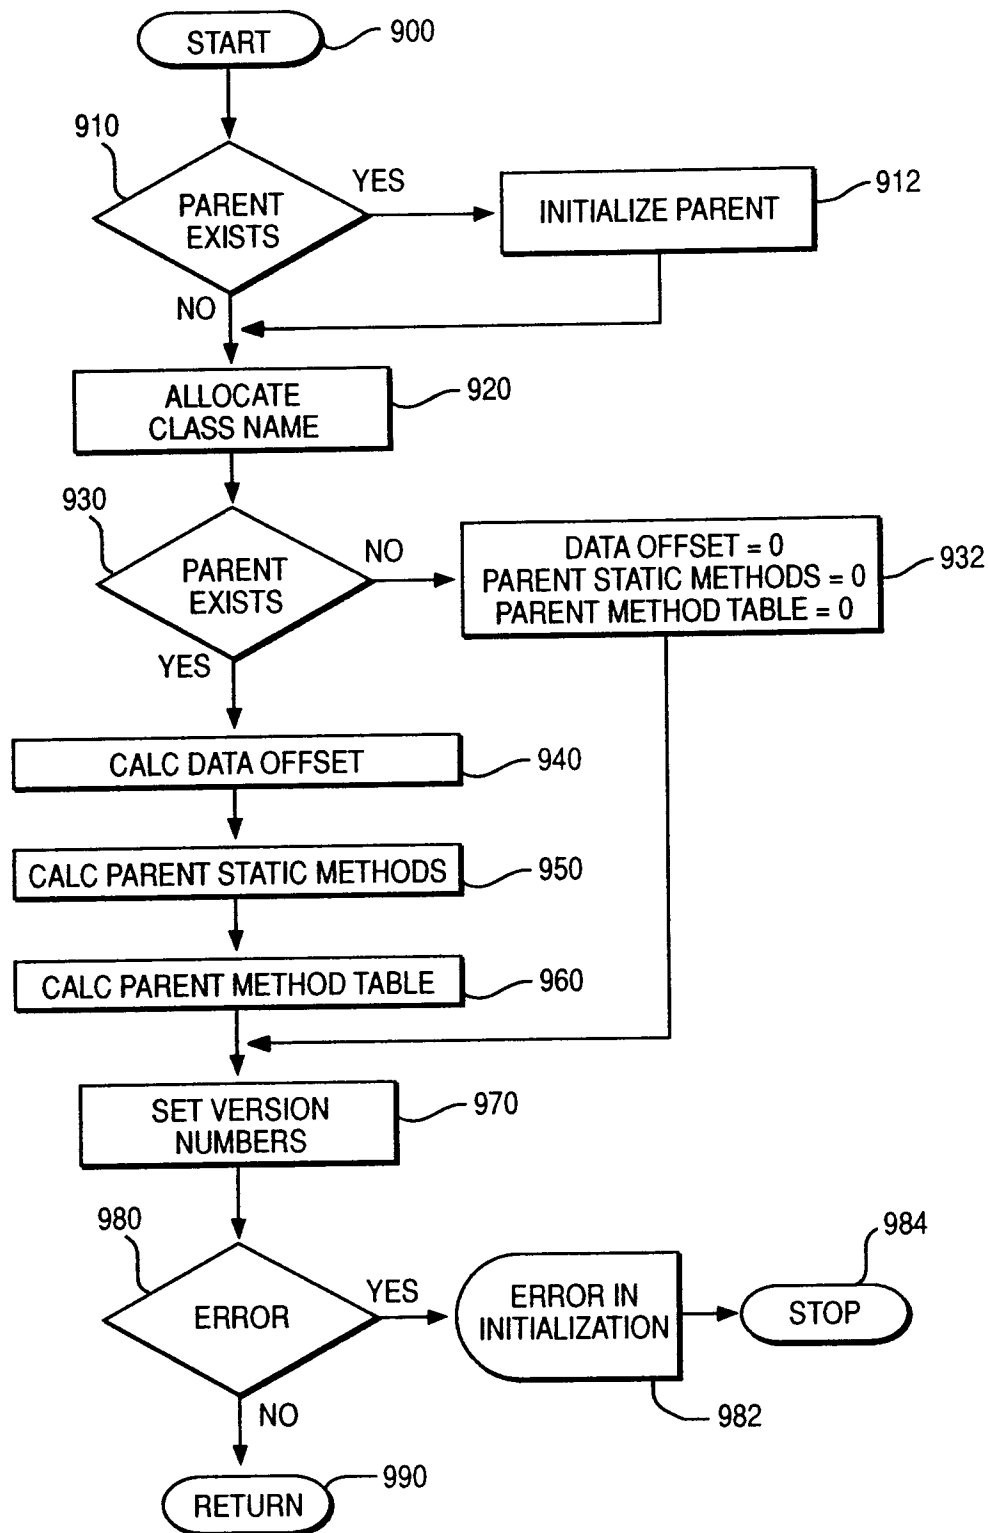 START
900
910
PARENT
EXISTS
YES
INITIALIZE PARENT
912
NO
ALLOCATE
CLASS NAME
920
930
PARENT
EXISTS
NO
DATA OFFSET = 0
PARENT STATIC METHODS = 0
PARENT METHOD TABLE = 0
932
YES
CALC DATA OFFSET
940
CALC PARENT STATIC METHODS
950
CALC PARENT METHOD TABLE
960
SET VERSION
NUMBERS
970
980
ERROR
YES
ERROR IN
INITIALIZATION
982
STOP
984
NO
RETURN
990